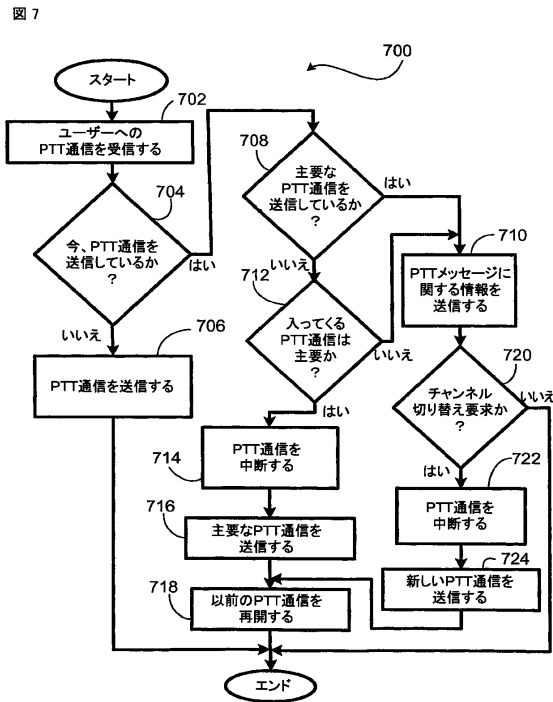 図 7
700
スタート
702
ユーザーへの
PTT通信を受信する
704
今、PTT通信を
送信しているか
?
はい
いいえ
706
PTT通信を送信する
708
主要な
PTT通信を
送信しているか
?
はい
いいえ
710
PTTメッセージに
関する情報を
送信する
712
入ってくる
PTT通信は
主要か
?
いいえ
はい
714
PTT通信を
中断する
716
主要なPTT通信を
送信する
718
以前のPTT通信を
再開する
720
チャンネル
切り替え要求か
?
いいえ
はい
722
PTT通信を
中断する
724
新しいPTT通信を
送信する
エンド